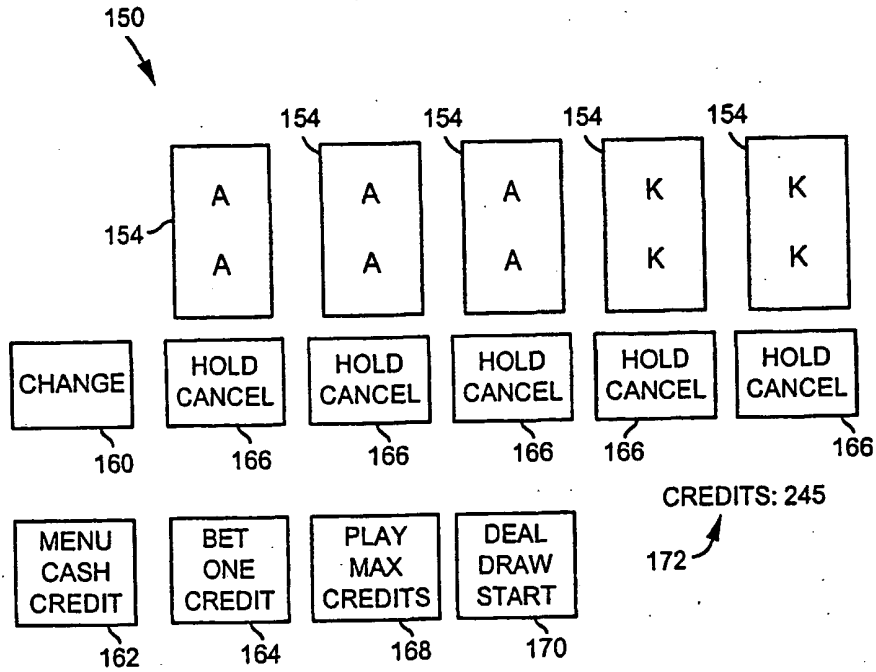 150
154 154 154 154
A A A K K
154
A A A K K
CHANGE
HOLD CANCEL
HOLD CANCEL
HOLD CANCEL
HOLD CANCEL
HOLD CANCEL
160 166 166 166 166 166
CREDITS: 245
172
MENU
CASH
CREDIT
BET
ONE
CREDIT
PLAY
MAX
CREDITS
DEAL
DRAW
START
162 164 168 170